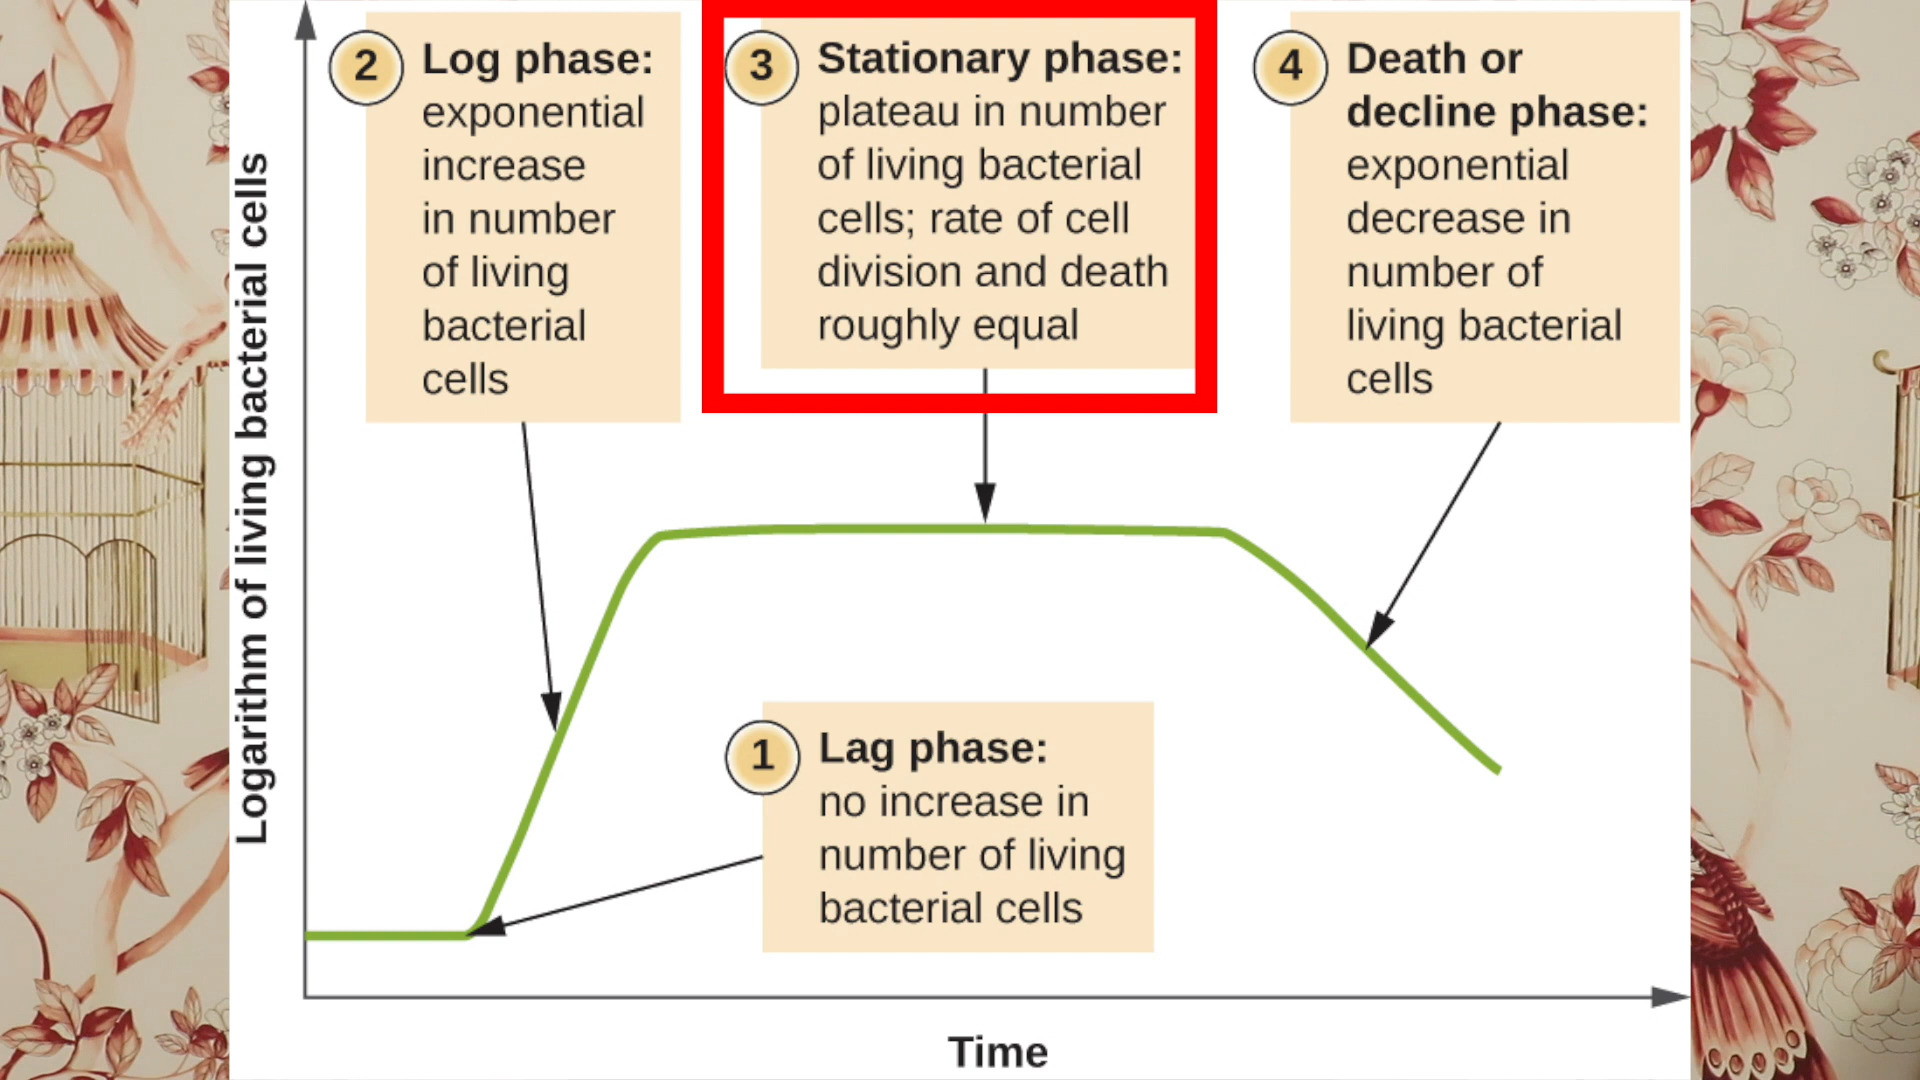 Logarithm of living bacterial cells
2
Log phase:
exponential
increase
in number
of living
bacterial
cells
3
Stationary phase:
plateau in number
of living bacterial
cells; rate of cell
division and death
roughly equal
4
Death or
decline phase:
exponential
decrease in
number of
living bacterial
cells
1
Lag phase:
no increase in
number of living
bacterial cells
Time